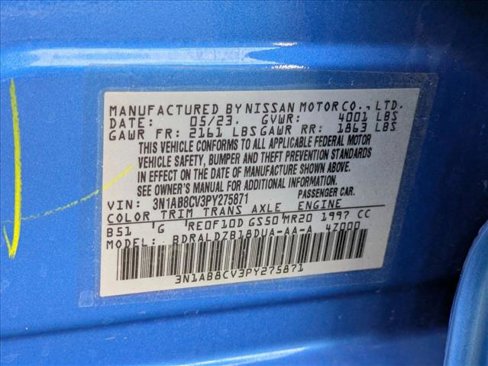 MANUFACTURED BY NISSAN MOTOR CO., LTD.
DATE: 05/23. GVWR: 4001 LBS
GAWR FR: 2161 LBS GAWR RR: 1863 LBS
THIS VEHICLE CONFORMS TO ALL APPLICABLE FEDERAL MOTOR
VEHICLE SAFETY, BUMPER AND THEFT PREVENTION STANDARDS
IN EFFECT ON THE DATE OF MANUFACTURE SHOWN ABOVE.
SEE OWNER'S MANUAL FOR ADDITIONAL INFORMATION.
VIN: 3N1AB8CV3PY275871 PASSENGER CAR.
COLOR TRIM TRANS AXLE ENGINE
B51 'G 'RE0F10D GS50 MR20 1997 CC
MODEL: BDRALDZB18DUA-AA-A 4Z000
3N1AB8CV3PY275871